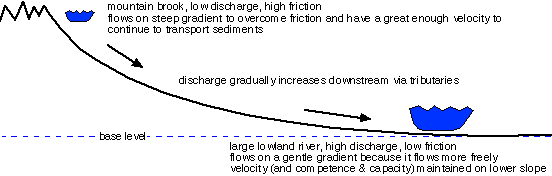 mountain brook, low discharge, high friction
flows on steep gradient to overcome friction and have a great enough velocity to
continue to transport sediments
discharge gradually increases downstream via tributaries
base level
large lowland river, high discharge, low friction
flows on a gentle gradient because it flows more freely
velocity (and competence & capacity) maintained on lower slope